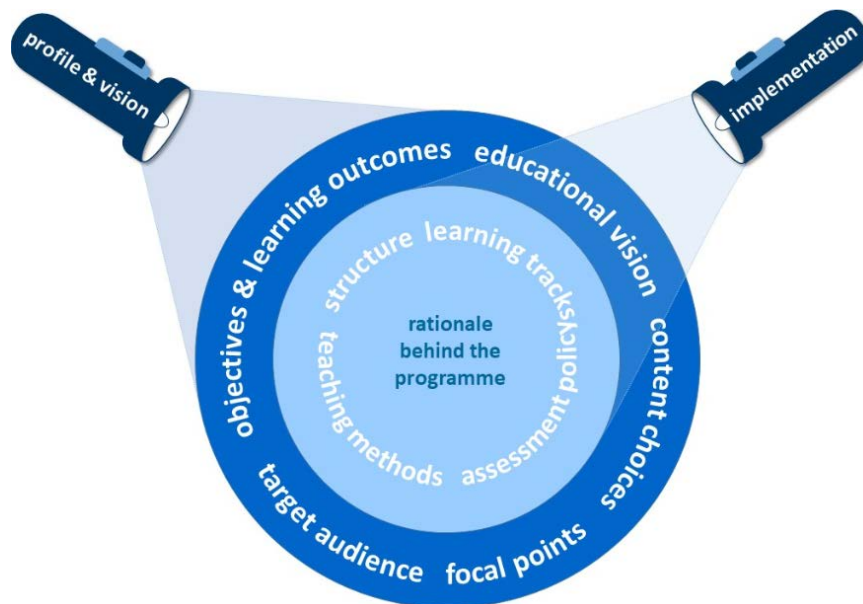 profile & vision
implementation
objectives & learning outcomes
educational vision
content choices
focal points
target audience
structure
learning tracks
assessment policy
teaching methods
rationale
behind the
programme